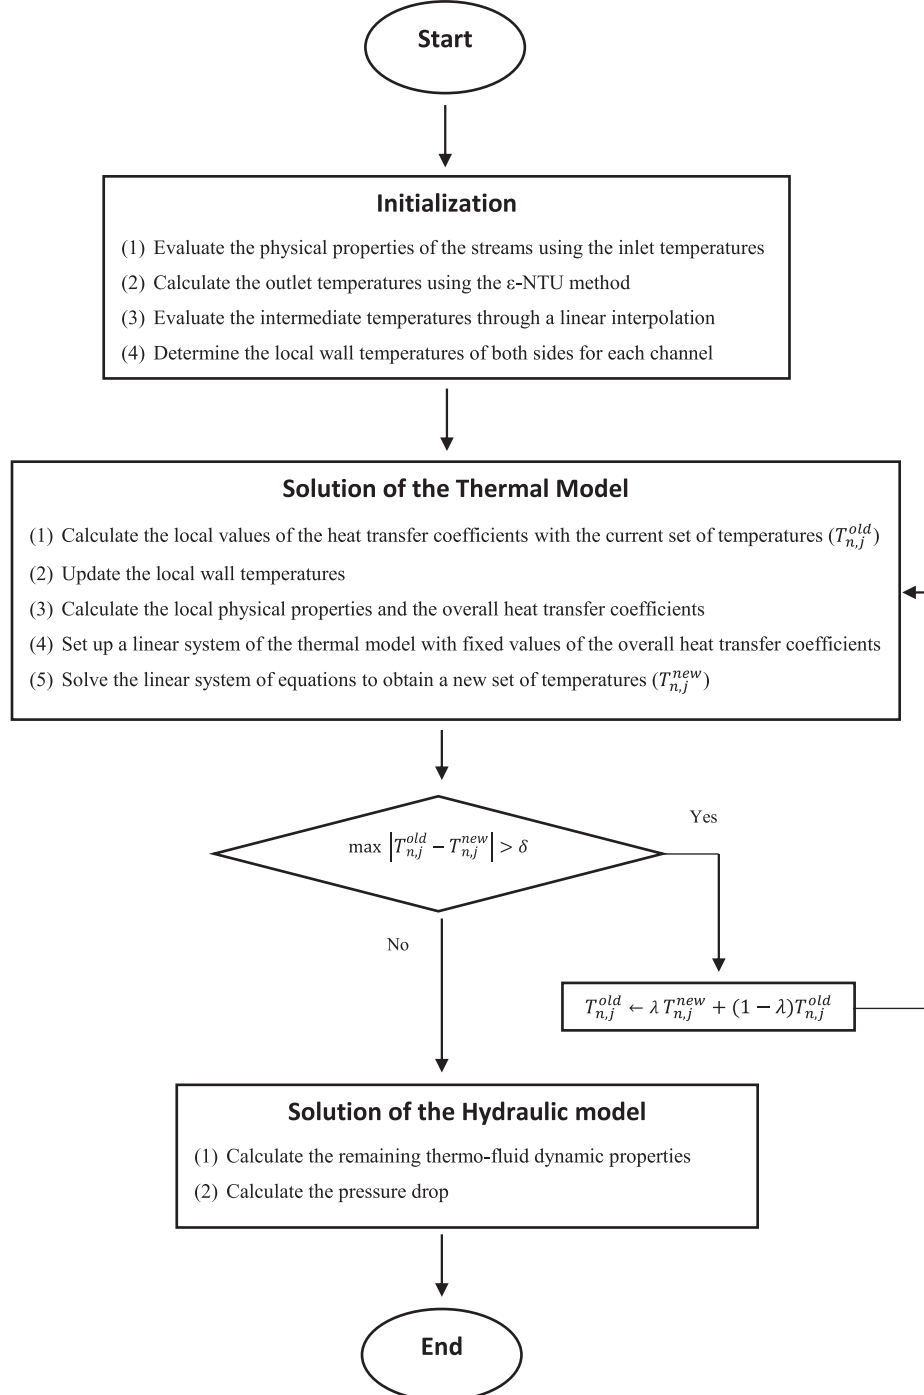 Start
Initialization
(1) Evaluate the physical properties of the streams using the inlet temperatures
(2) Calculate the outlet temperatures using the ε-NTU method
(3) Evaluate the intermediate temperatures through a linear interpolation
(4) Determine the local wall temperatures of both sides for each channel
Solution of the Thermal Model
(1) Calculate the local values of the heat transfer coefficients with the current set of temperatures ($T_{n,j}^{old}$)
(2) Update the local wall temperatures
(3) Calculate the local physical properties and the overall heat transfer coefficients
(4) Set up a linear system of the thermal model with fixed values of the overall heat transfer coefficients
(5) Solve the linear system of equations to obtain a new set of temperatures ($T_{n,j}^{new}$)
Yes
$\max |T_{n,j}^{old} - T_{n,j}^{new}| > \delta$
No
$T_{n,j}^{old} \leftarrow \lambda T_{n,j}^{new} + (1 - \lambda) T_{n,j}^{old}$
Solution of the Hydraulic model
(1) Calculate the remaining thermo-fluid dynamic properties
(2) Calculate the pressure drop
End